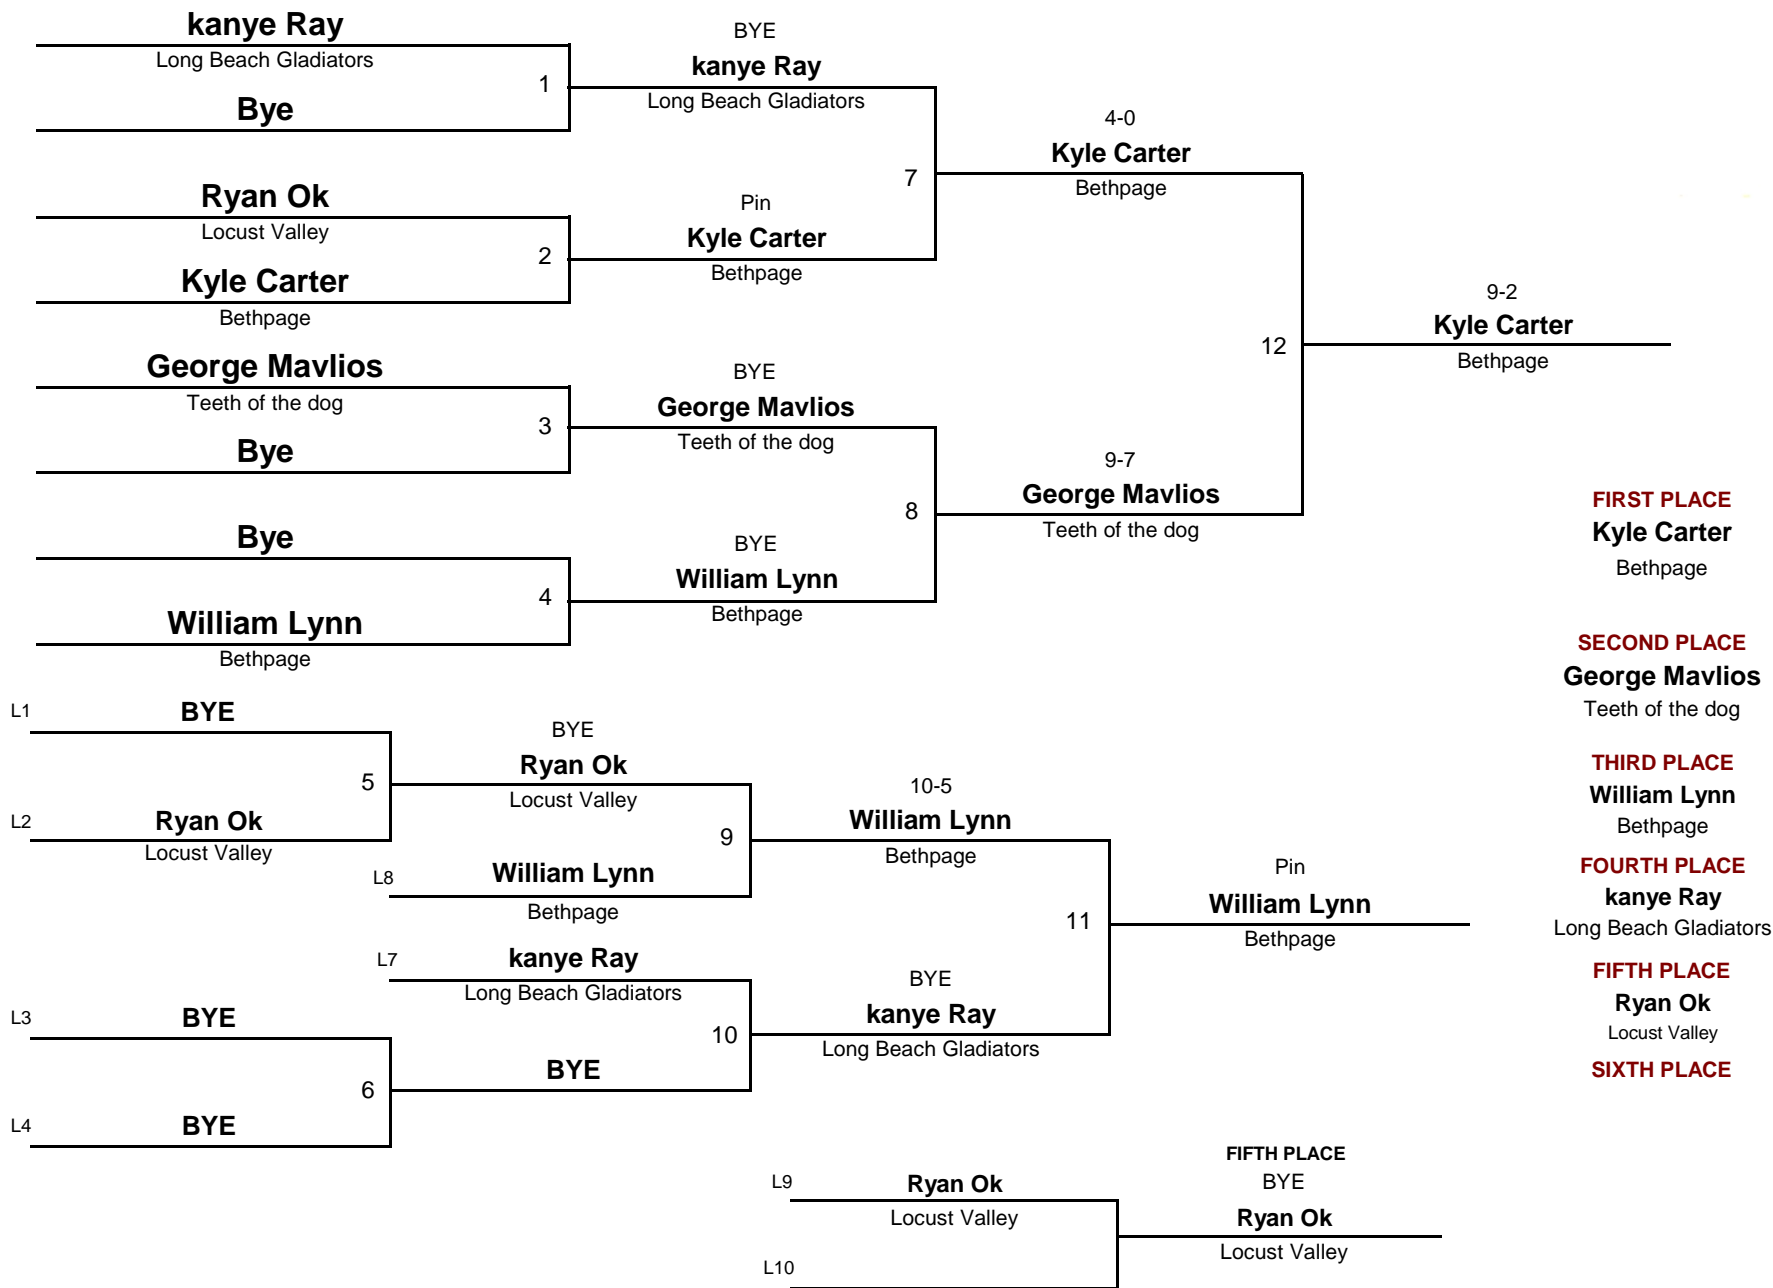 kanye Ray
Long Beach Gladiators
1
Bye
BYE
kanye Ray
Long Beach Gladiators
Ryan Ok
Locust Valley
2
Kyle Carter
Bethpage
Pin
Kyle Carter
Bethpage
7
4-0
Kyle Carter
Bethpage
George Mavlios
Teeth of the dog
3
Bye
BYE
George Mavlios
Teeth of the dog
Bye
4
William Lynn
Bethpage
BYE
William Lynn
Bethpage
8
9-7
George Mavlios
Teeth of the dog
12
9-2
Kyle Carter
Bethpage
FIRST PLACE
Kyle Carter
Bethpage
SECOND PLACE
George Mavlios
Teeth of the dog
THIRD PLACE
William Lynn
Bethpage
FOURTH PLACE
kanye Ray
Long Beach Gladiators
FIFTH PLACE
Ryan Ok
Locust Valley
SIXTH PLACE
L1
BYE
5
L2
Ryan Ok
Locust Valley
BYE
Ryan Ok
Locust Valley
9
L8
William Lynn
Bethpage
10-5
William Lynn
Bethpage
L7
kanye Ray
Long Beach Gladiators
10
L3
BYE
6
L4
BYE
BYE
BYE
kanye Ray
Long Beach Gladiators
11
Pin
William Lynn
Bethpage
L9
Ryan Ok
Locust Valley
L10
FIFTH PLACE
BYE
Ryan Ok
Locust Valley